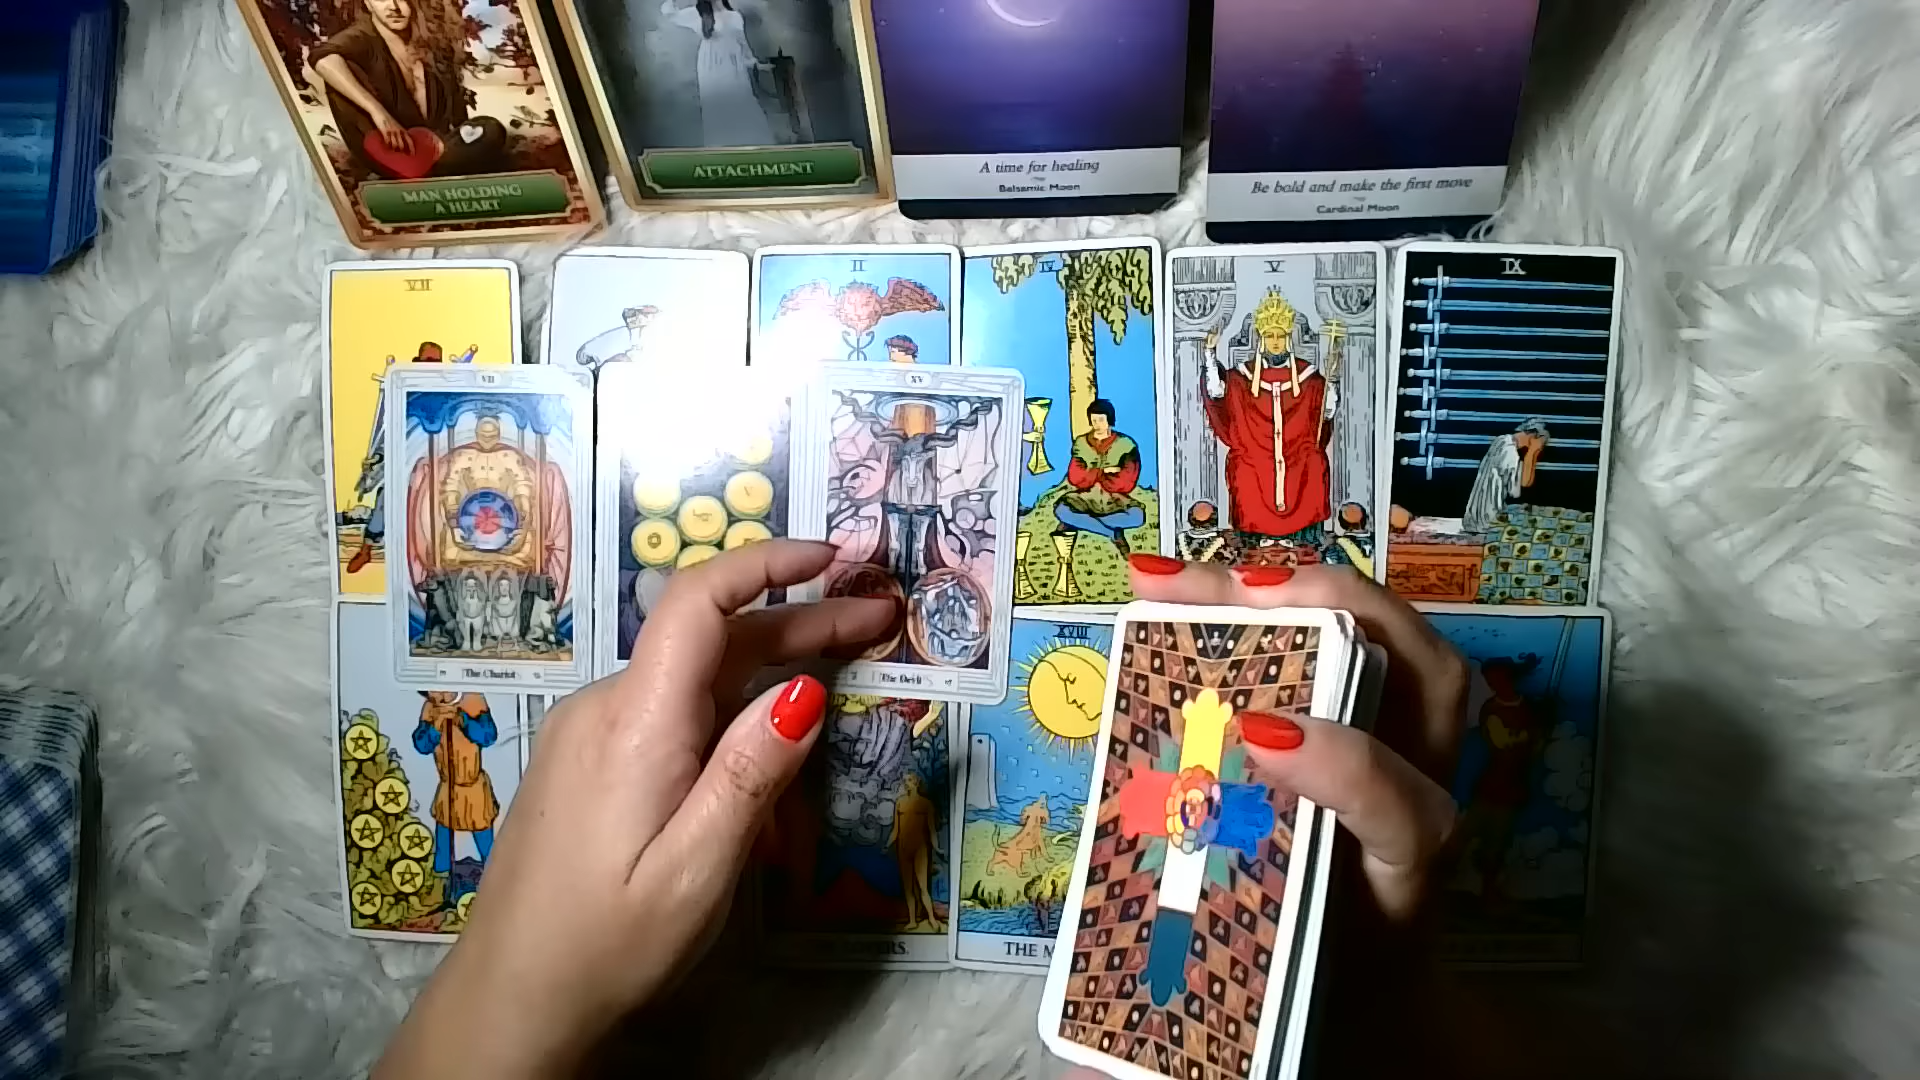 MAN HOLDING
A HEART
ATTACHMENT
A time for healing
Balsamic Moon
Be bold and make the first move
Cardinal Moon
VII
II
IV
V
IX
VII
XV
The Chariot
The Devil
XVIII
THE